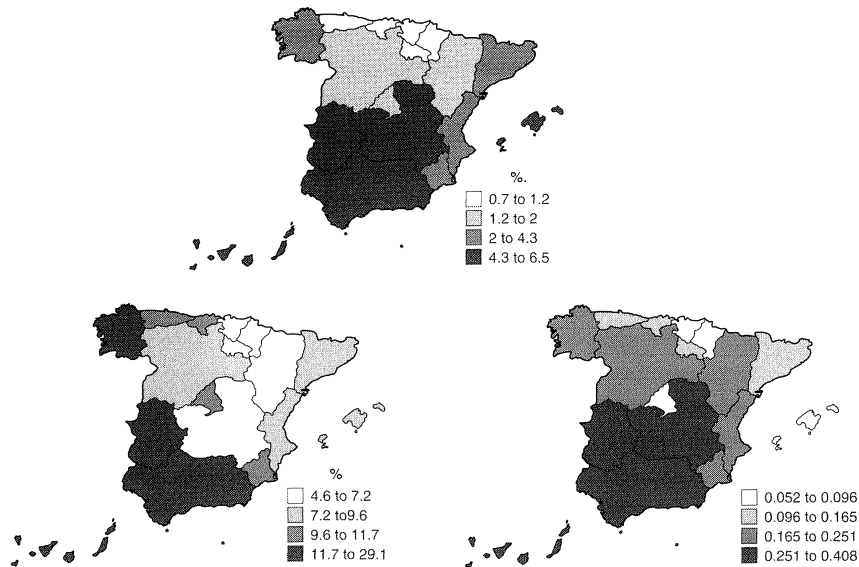 %.
0.7 to 1.2
1.2 to 2
2 to 4.3
4.3 to 6.5
%
4.6 to 7.2
7.2 to9.6
9.6 to 11.7
11.7 to 29.1
0.052 to 0.096
0.096 to 0.165
0.165 to 0.251
0.251 to 0.408